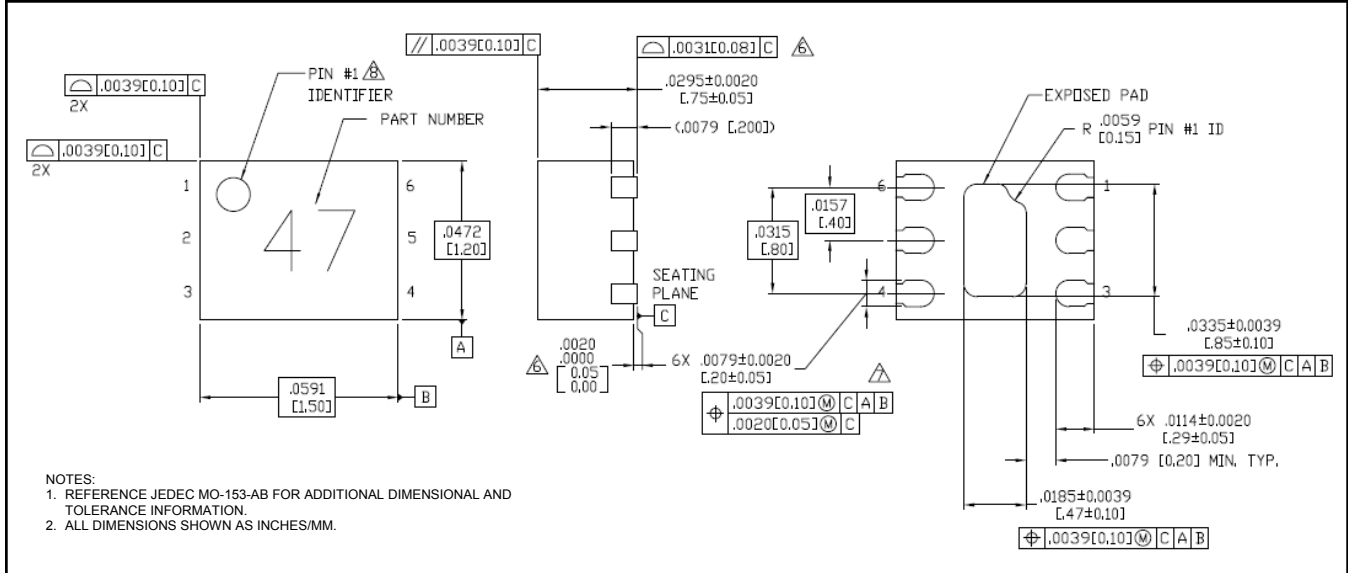 // .0039[0.10] C
⌓ .0031[0.08] C 6
⌓ .0039[0.10] C
2X
PIN #1 8
IDENTIFIER
PART NUMBER
.0295±0.0020
[.75±0.05]
(.0079 [.200])
EXPOSED PAD
R .0059
[0.15] PIN #1 ID
⌓ .0039[0.10] C
2X
1
2
3
47
6
5
4
.0472
[1.20]
A
.0591
[1.50]
B
SEATING
PLANE
C
6
.0020
.0000
[0.05
0.00]
6X .0079±0.0020
[.20±0.05]
7
⌖ .0039[0.10]Ⓜ C A B
.0020[0.05]Ⓜ C
.0315
[.80]
.0157
[.40]
6
4
1
3
.0335±0.0039
[.85±0.10]
⌖ .0039[0.10]Ⓜ C A B
6X .0114±0.0020
[.29±0.05]
.0079 [0.20] MIN. TYP.
.0185±0.0039
[.47±0.10]
⌖ .0039[0.10]Ⓜ C A B
NOTES:
1. REFERENCE JEDEC MO-153-AB FOR ADDITIONAL DIMENSIONAL AND
TOLERANCE INFORMATION.
2. ALL DIMENSIONS SHOWN AS INCHES/MM.